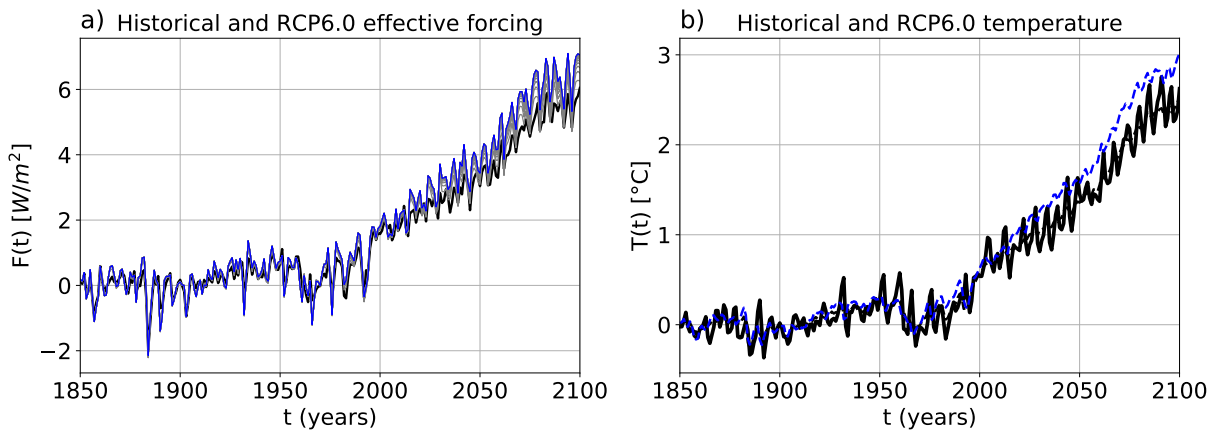 a) Historical and RCP6.0 effective forcing
F(t) [W/m²]
6
4
2
0
−2
1850 1900 1950 2000 2050 2100
t (years)
b) Historical and RCP6.0 temperature
T(t) [°C]
3
2
1
0
1850 1900 1950 2000 2050 2100
t (years)